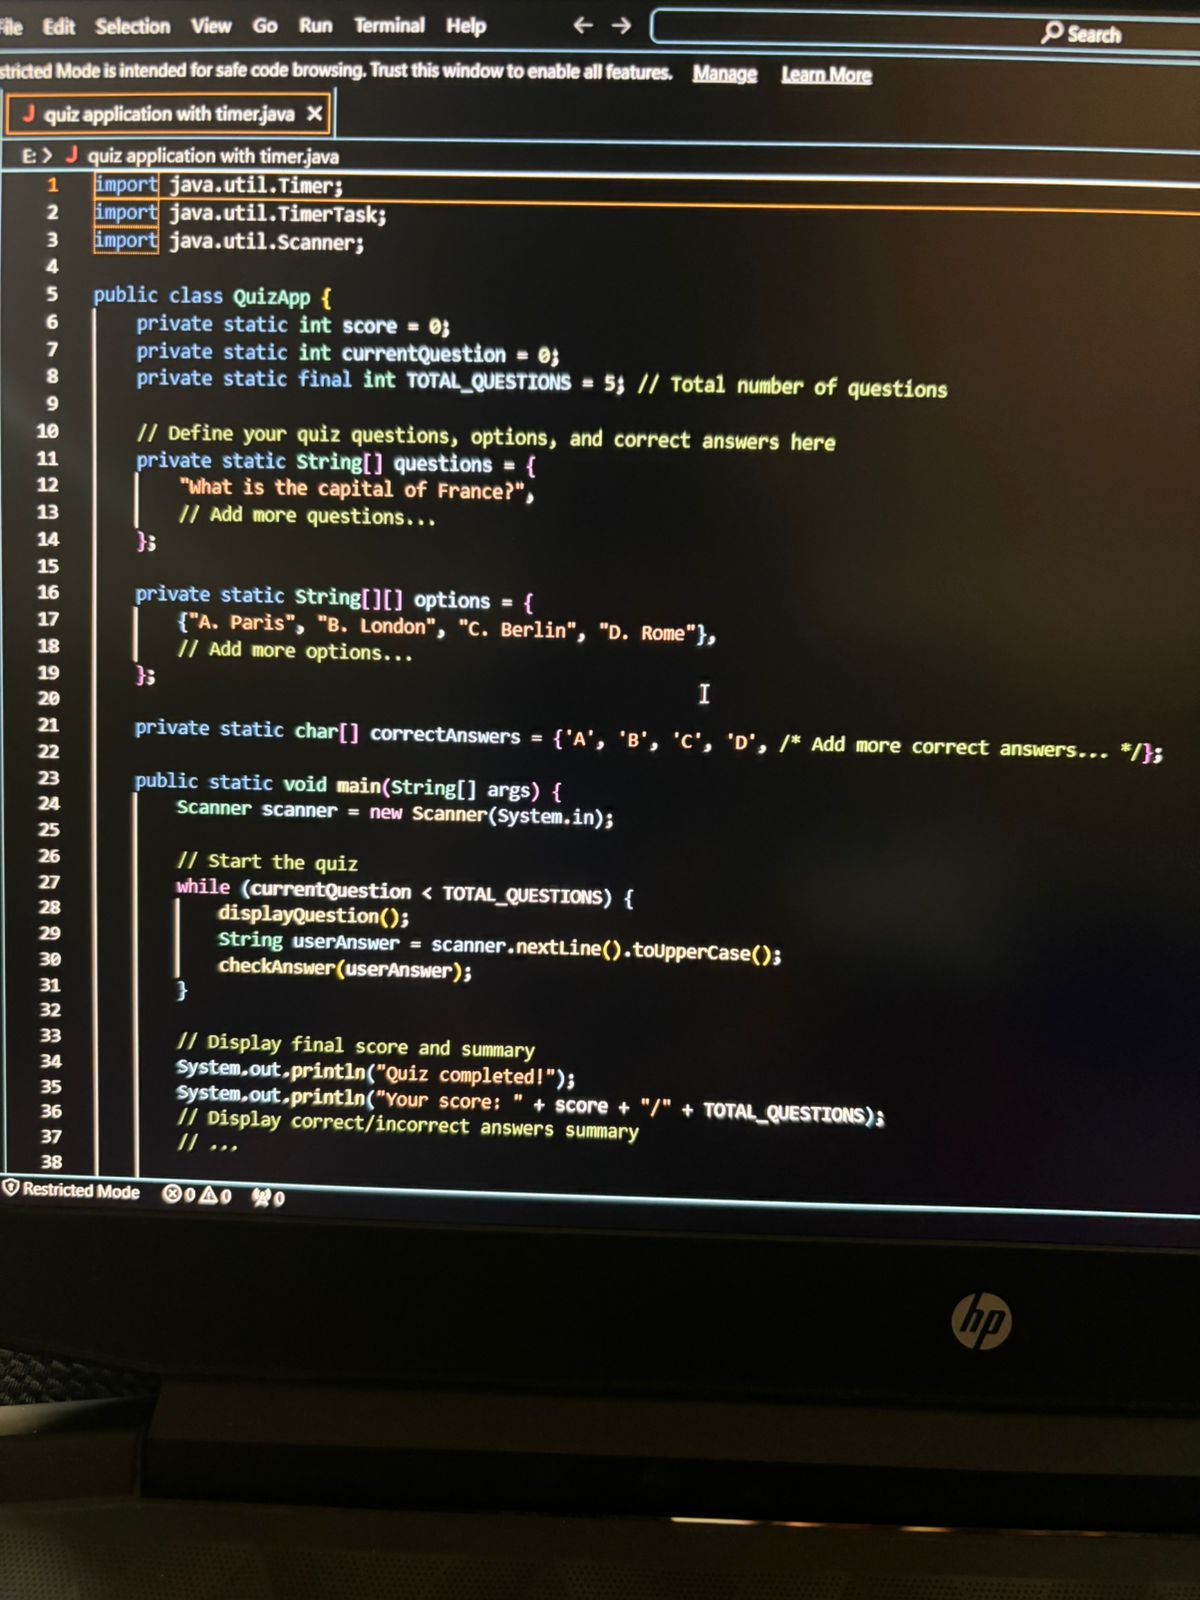 File Edit Selection View Go Run Terminal Help ← → Search
stricted Mode is intended for safe code browsing. Trust this window to enable all features. Manage Learn More
J quiz application with timer.java ×
E: > J quiz application with timer.java
1 import java.util.Timer;
2 import java.util.TimerTask;
3 import java.util.Scanner;
4
5 public class QuizApp {
6 private static int score = 0;
7 private static int currentQuestion = 0;
8 private static final int TOTAL_QUESTIONS = 5; // Total number of questions
9
10 // Define your quiz questions, options, and correct answers here
11 private static String[] questions = {
12 "What is the capital of France?",
13 // Add more questions...
14 };
15
16 private static String[][] options = {
17 {"A. Paris", "B. London", "C. Berlin", "D. Rome"},
18 // Add more options...
19 };
20
21 private static char[] correctAnswers = {'A', 'B', 'C', 'D', /* Add more correct answers... */};
22
23 public static void main(String[] args) {
24 Scanner scanner = new Scanner(System.in);
25
26 // Start the quiz
27 while (currentQuestion < TOTAL_QUESTIONS) {
28 displayQuestion();
29 String userAnswer = scanner.nextLine().toUpperCase();
30 checkAnswer(userAnswer);
31 }
32
33 // Display final score and summary
34 System.out.println("Quiz completed!");
35 System.out.println("Your score: " + score + "/" + TOTAL_QUESTIONS);
36 // Display correct/incorrect answers summary
37 // ...
38
Restricted Mode 0 0 0
hp